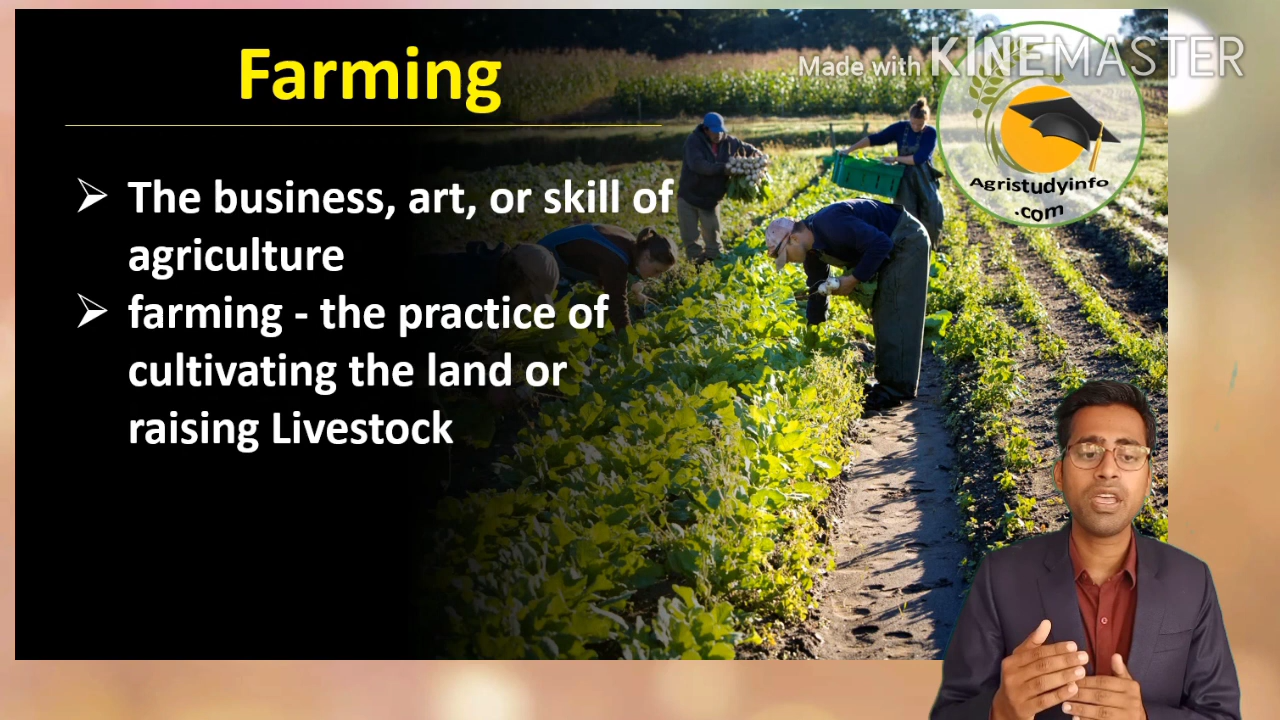 Farming
Made with KINEMASTER
Agristudyinfo
.com
➢ The business, art, or skill of
agriculture
➢ farming - the practice of
cultivating the land or
raising Livestock